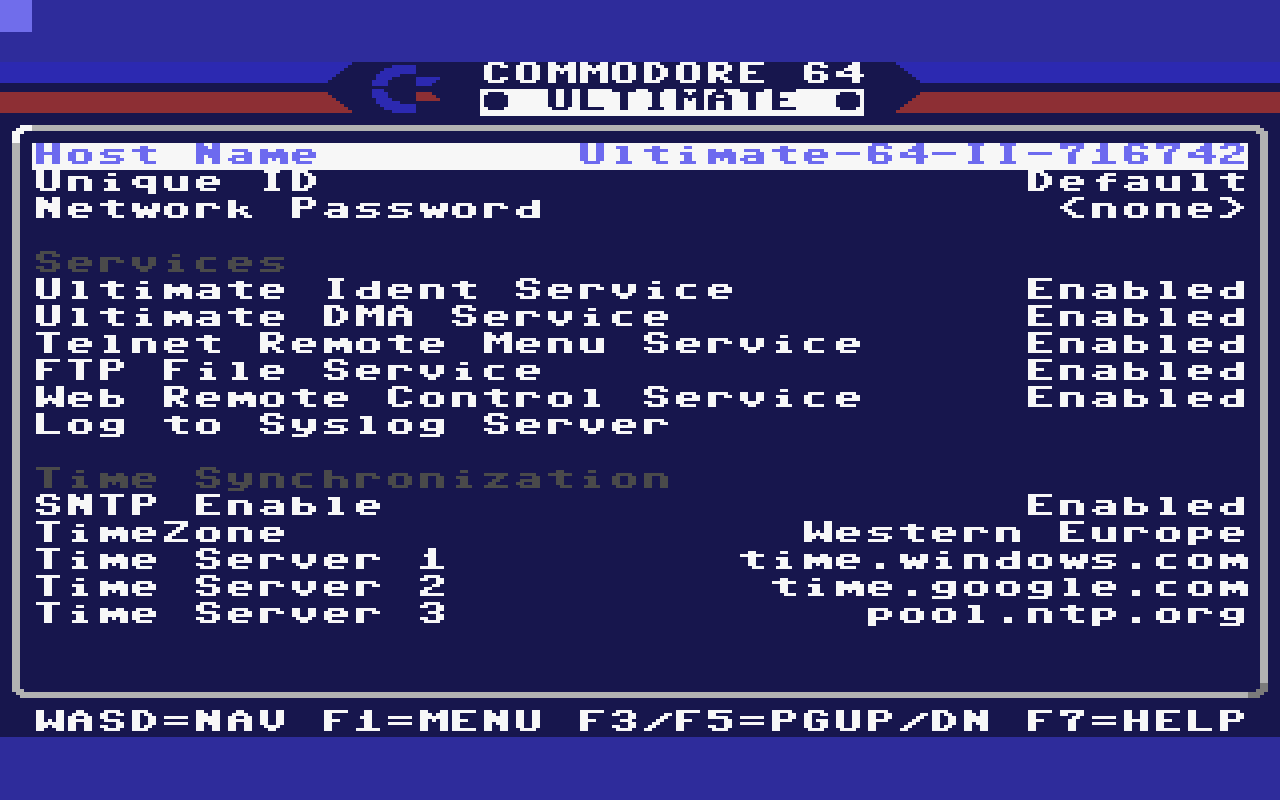 COMMODORE 64
ULTIMATE
Host Name Ultimate-64-II-716742
Unique ID Default
Network Password <none>
Services
Ultimate Ident Service Enabled
Ultimate DMA Service Enabled
Telnet Remote Menu Service Enabled
FTP File Service Enabled
Web Remote Control Service Enabled
Log to Syslog Server
Time Synchronization
SNTP Enable Enabled
TimeZone Western Europe
Time Server 1 time.windows.com
Time Server 2 time.google.com
Time Server 3 pool.ntp.org
WASD=NAV F1=MENU F3/F5=PGUP/DN F7=HELP